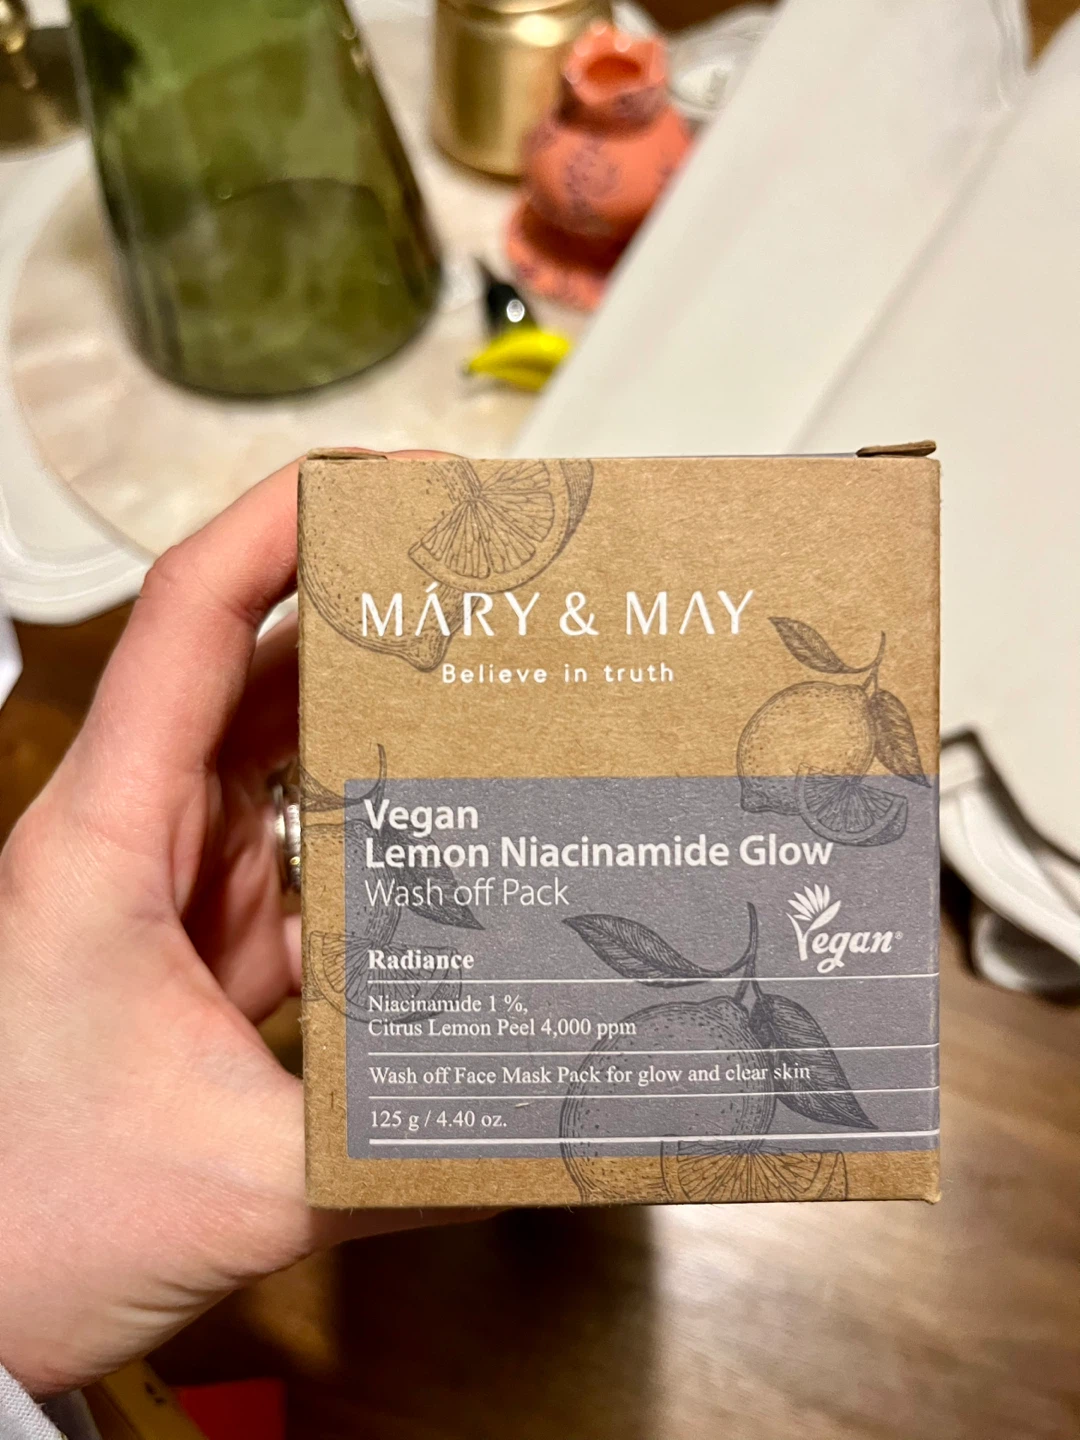 MÁRY & MAY
Believe in truth
Vegan
Lemon Niacinamide Glow
Wash off Pack
Vegan®
Radiance
Niacinamide 1 %,
Citrus Lemon Peel 4,000 ppm
Wash off Face Mask Pack for glow and clear skin
125 g / 4.40 oz.